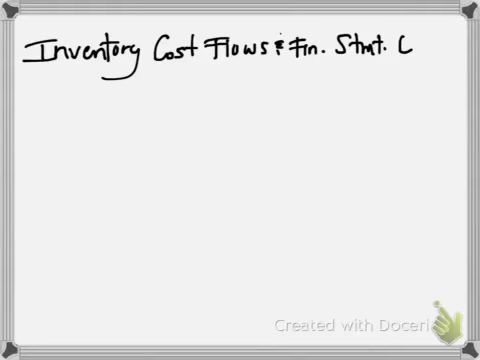 Inventory Cost Flows & Fin. Stmt. C
Created with Doceri